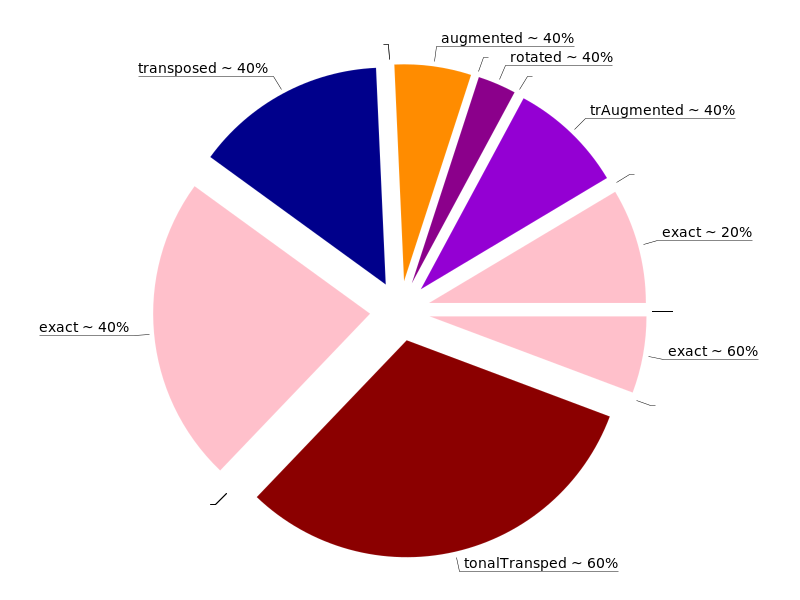 augmented ~ 40%
rotated ~ 40%
transposed ~ 40%
trAugmented ~ 40%
exact ~ 20%
exact ~ 40%
exact ~ 60%
tonalTransped ~ 60%